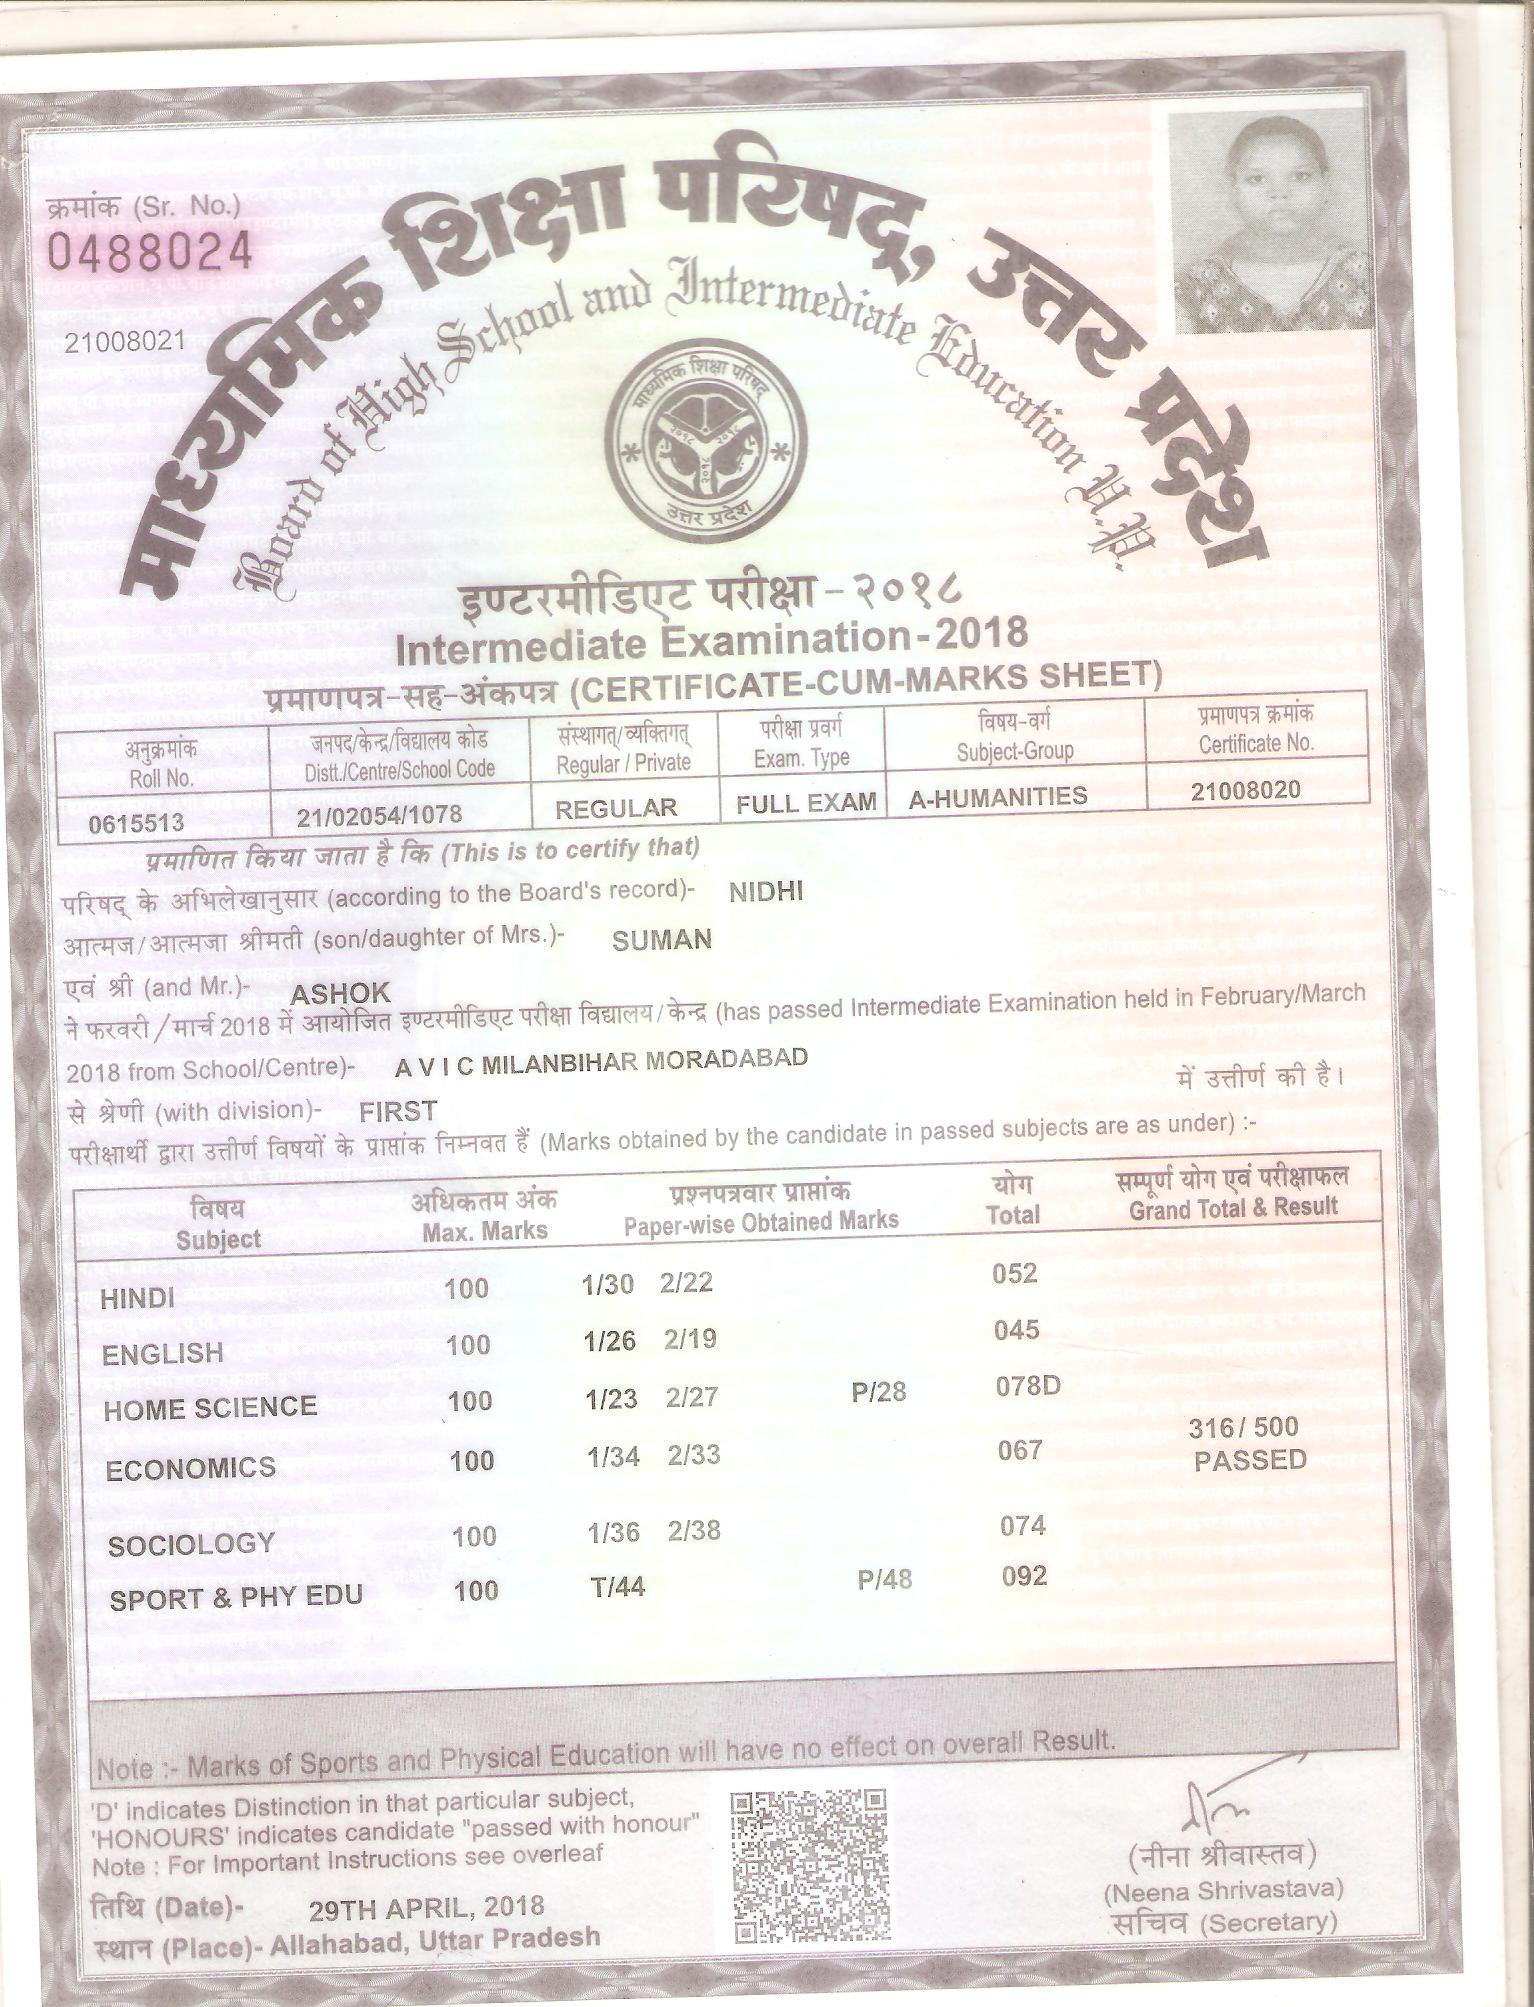 क्रमांक (Sr. No.)
0488024
21008021
माध्यमिक शिक्षा परिषद्, उत्तर प्रदेश
Board of High School and Intermediate Education U.P.
माध्यमिक शिक्षा परिषद्
२०१८ २०१८
२०१८
उत्तर प्रदेश
इण्टरमीडिएट परीक्षा - २०१८
Intermediate Examination-2018
प्रमाणपत्र-सह-अंकपत्र (CERTIFICATE-CUM-MARKS SHEET)
अनुक्रमांक जनपद/केन्द्र/विद्यालय कोड संस्थागत्/व्यक्तिगत् परीक्षा प्रवर्ग विषय-वर्ग प्रमाणपत्र क्रमांक
Roll No. Distt./Centre/School Code Regular / Private Exam. Type Subject-Group Certificate No.
0615513 21/02054/1078 REGULAR FULL EXAM A-HUMANITIES 21008020
प्रमाणित किया जाता है कि (This is to certify that)
परिषद् के अभिलेखानुसार (according to the Board's record)- NIDHI
आत्मज/आत्मजा श्रीमती (son/daughter of Mrs.)- SUMAN
एवं श्री (and Mr.)- ASHOK
ने फरवरी/मार्च 2018 में आयोजित इण्टरमीडिएट परीक्षा विद्यालय/केन्द्र (has passed Intermediate Examination held in February/March
2018 from School/Centre)- A V I C MILANBIHAR MORADABAD
से श्रेणी (with division)- FIRST में उत्तीर्ण की है।
परीक्षार्थी द्वारा उत्तीर्ण विषयों के प्राप्तांक निम्नवत हैं (Marks obtained by the candidate in passed subjects are as under) :-
विषय अधिकतम अंक प्रश्नपत्रवार प्राप्तांक योग सम्पूर्ण योग एवं परीक्षाफल
Subject Max. Marks Paper-wise Obtained Marks Total Grand Total & Result
HINDI 100 1/30 2/22 052
ENGLISH 100 1/26 2/19 045
HOME SCIENCE 100 1/23 2/27 P/28 078D
316/ 500
ECONOMICS 100 1/34 2/33 067 PASSED
SOCIOLOGY 100 1/36 2/38 074
SPORT & PHY EDU 100 T/44 P/48 092
Note :- Marks of Sports and Physical Education will have no effect on overall Result.
'D' indicates Distinction in that particular subject,
'HONOURS' indicates candidate "passed with honour"
Note : For Important Instructions see overleaf
तिथि (Date)- 29TH APRIL, 2018
स्थान (Place)- Allahabad, Uttar Pradesh
(नीना श्रीवास्तव)
(Neena Shrivastava)
सचिव (Secretary)